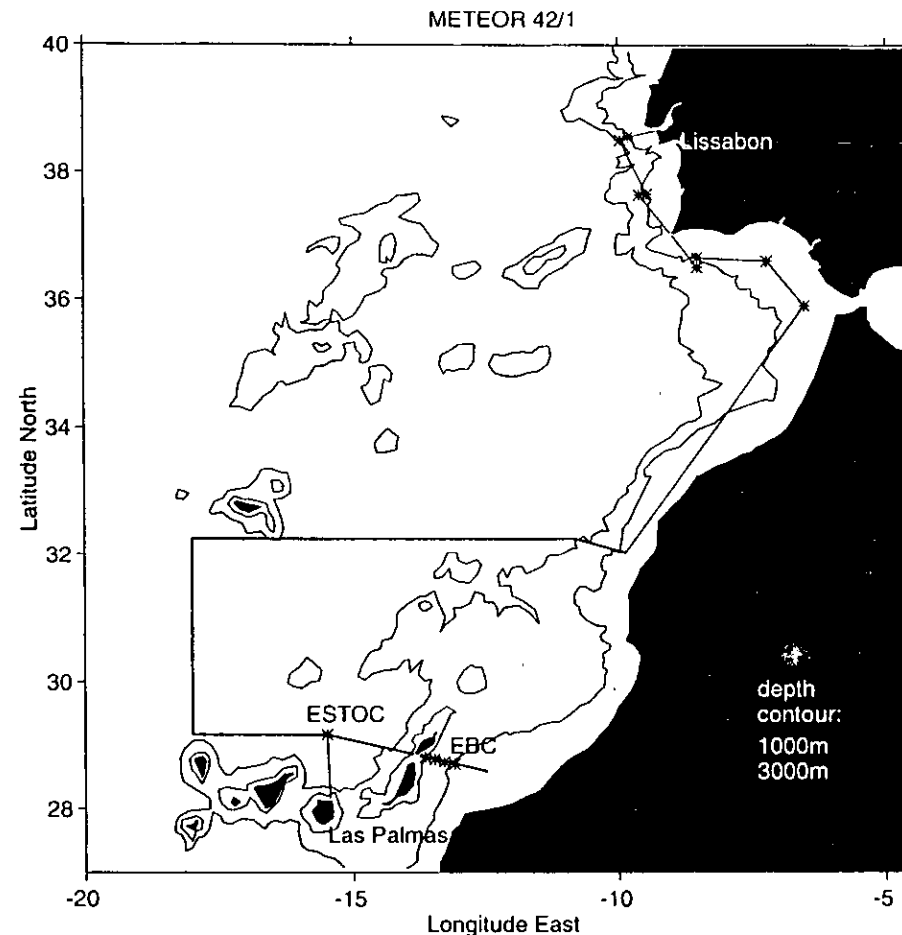 METEOR 42/1
40
38
36
34
32
30
28
Latitude North
Lissabon
ESTOC
EBC
Las Palmas
depth
contour:
1000m
3000m
-20
-15
-10
-5
Longitude East